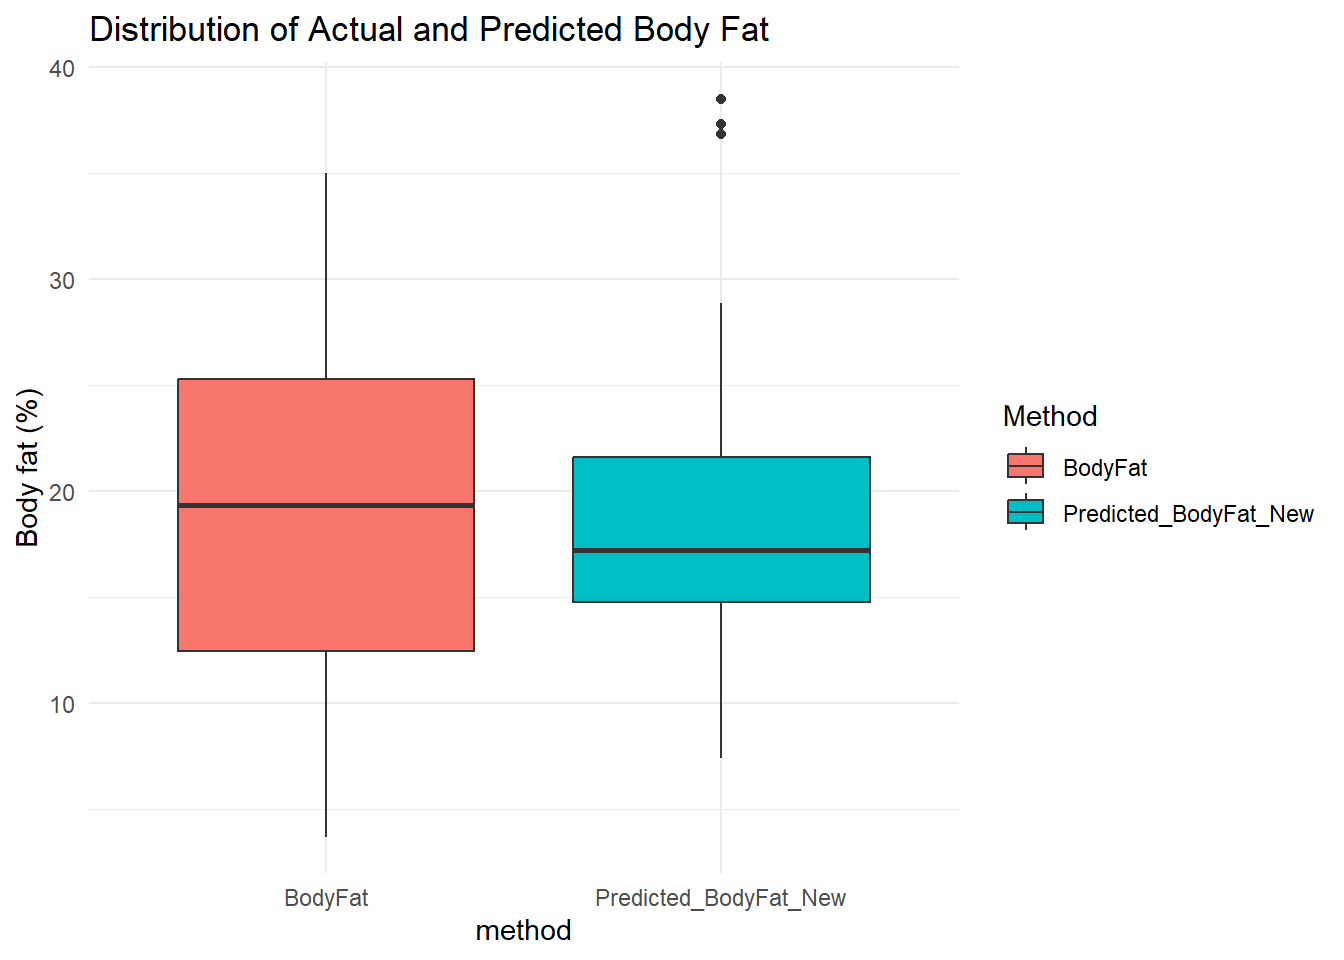 Distribution of Actual and Predicted Body Fat
40
30
20
10
Body fat (%)
BodyFat
Predicted_BodyFat_New
method
Method
BodyFat
Predicted_BodyFat_New